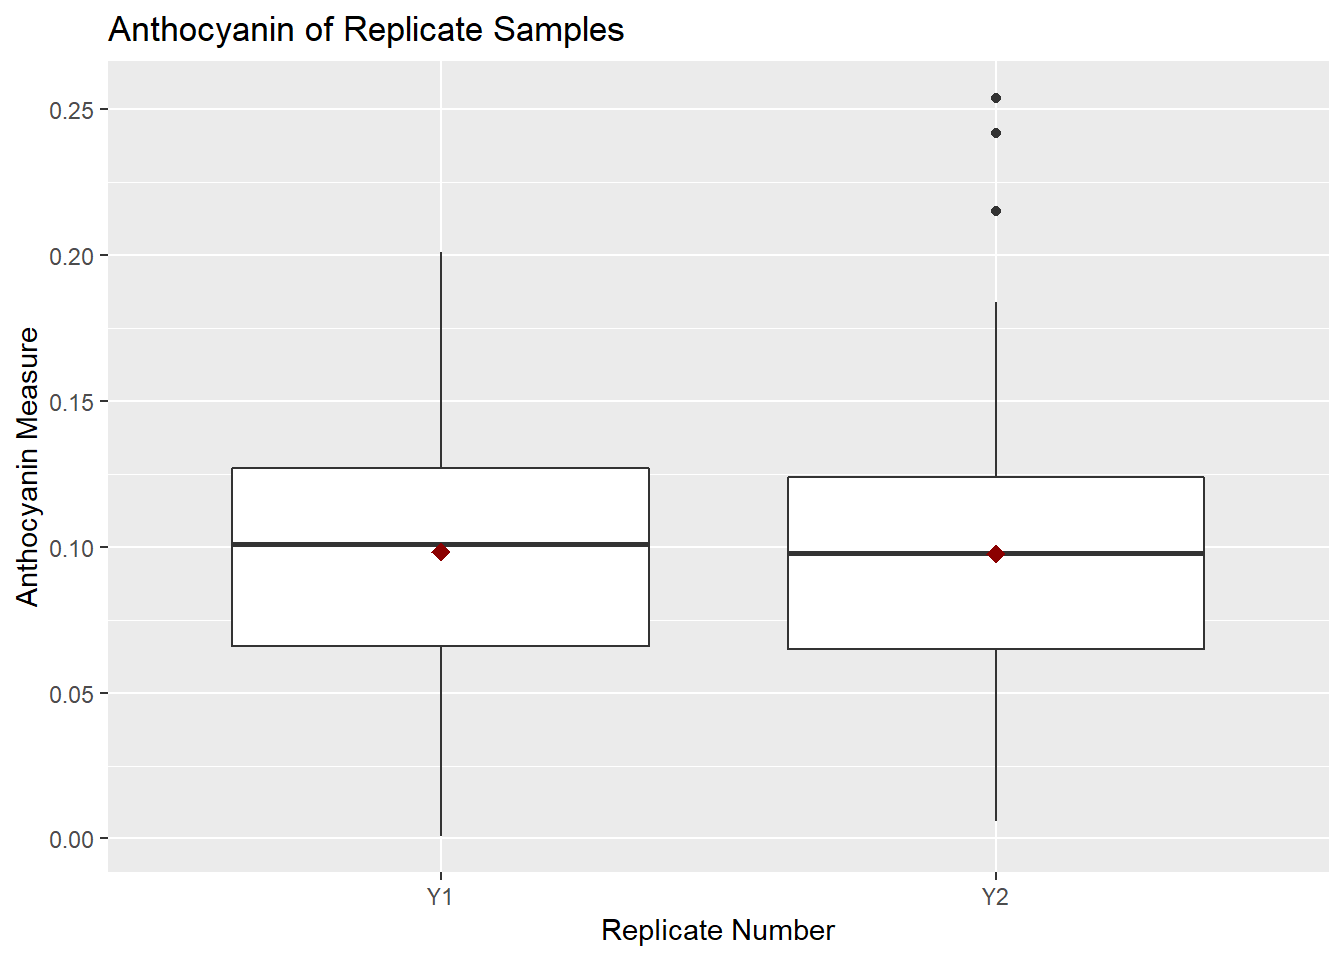 Anthocyanin of Replicate Samples
Anthocyanin Measure
0.25
0.20
0.15
0.10
0.05
0.00
Y1
Y2
Replicate Number